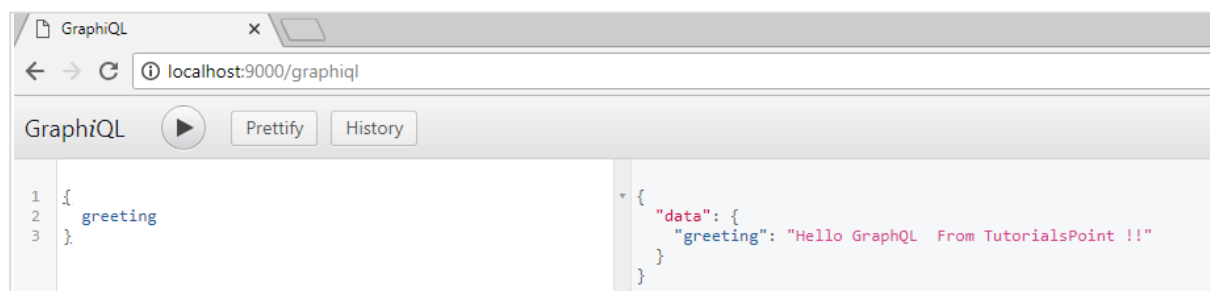 GraphiQL
localhost:9000/graphiql
GraphiQL Prettify History
1 {
2   greeting
3 }
{
  "data": {
    "greeting": "Hello GraphQL  From TutorialsPoint !!"
  }
}